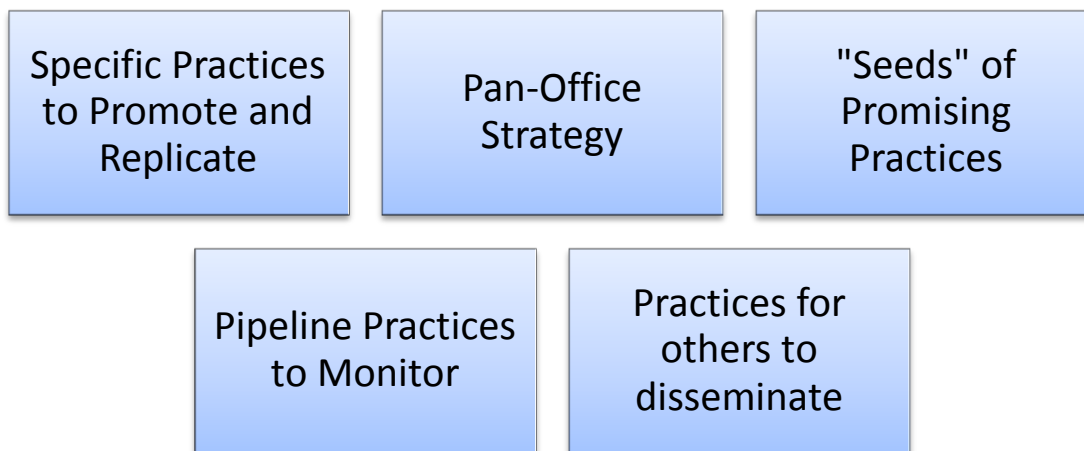 Specific Practices
to Promote and
Replicate
Pan-Office
Strategy
"Seeds" of
Promising
Practices
Pipeline Practices
to Monitor
Practices for
others to
disseminate